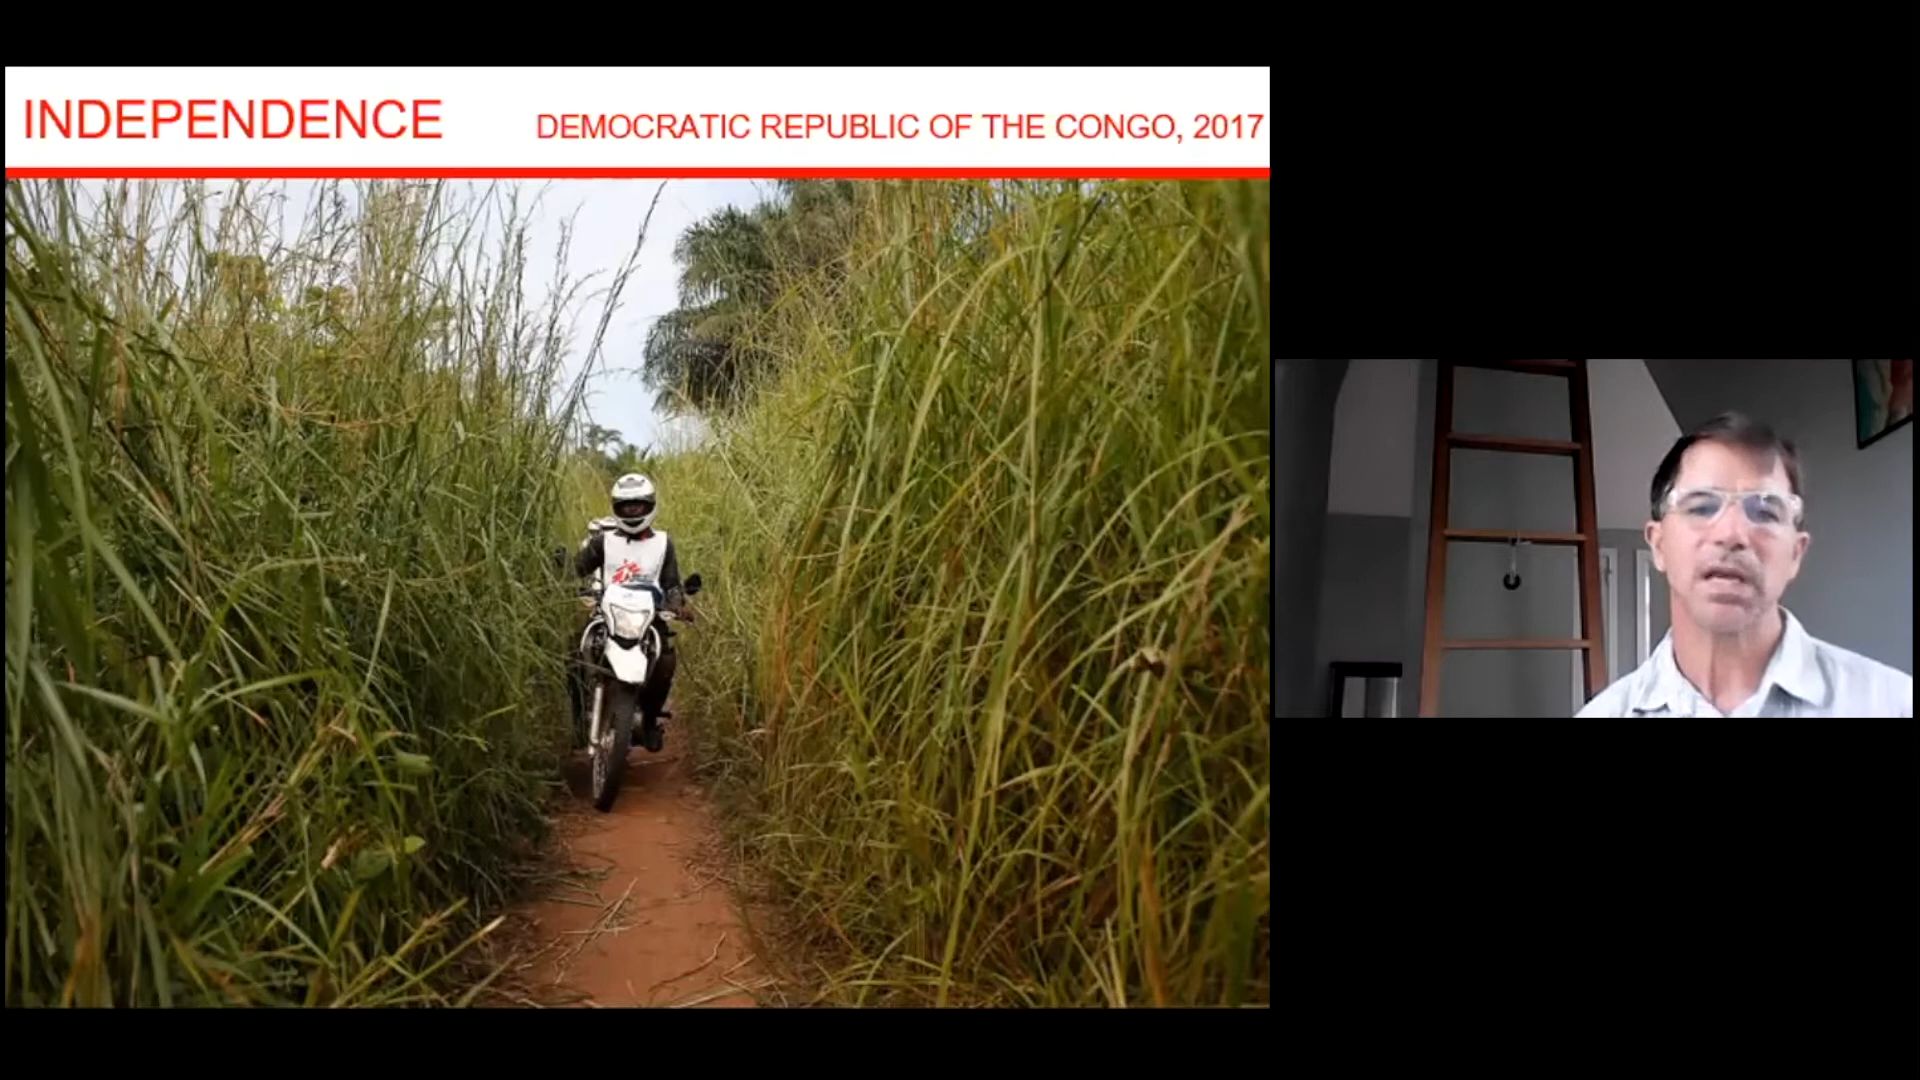 INDEPENDENCE
DEMOCRATIC REPUBLIC OF THE CONGO, 2017